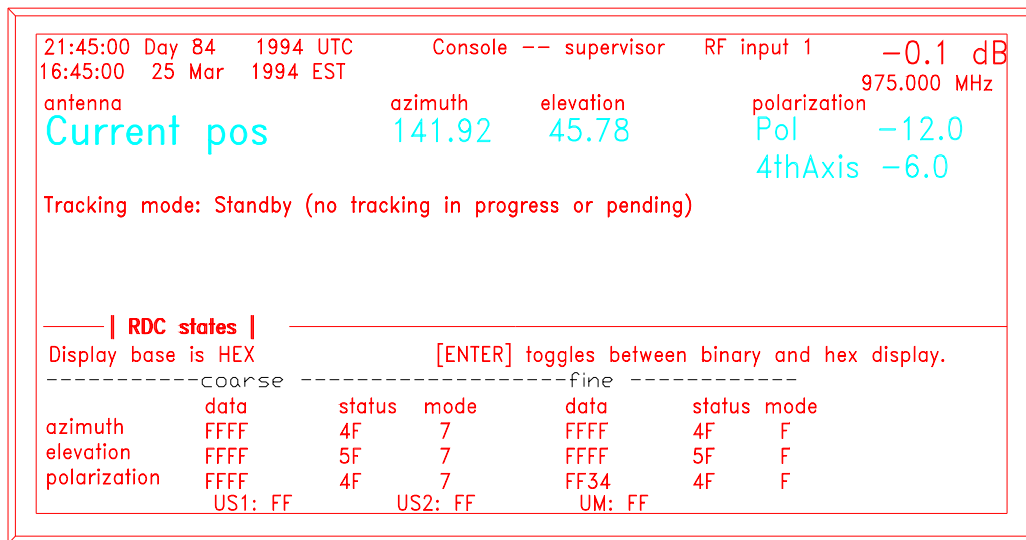 21:45:00 Day 84 1994 UTC Console -- supervisor RF input 1 -0.1 dB
16:45:00 25 Mar 1994 EST 975.000 MHz
antenna azimuth elevation polarization
Current pos 141.92 45.78 Pol -12.0
4thAxis -6.0
Tracking mode: Standby (no tracking in progress or pending)
| RDC states |
Display base is HEX [ENTER] toggles between binary and hex display.
-----------coarse -------------------fine ------------
data status mode data status mode
azimuth FFFF 4F 7 FFFF 4F F
elevation FFFF 5F 7 FFFF 5F F
polarization FFFF 4F 7 FF34 4F F
US1: FF US2: FF UM: FF